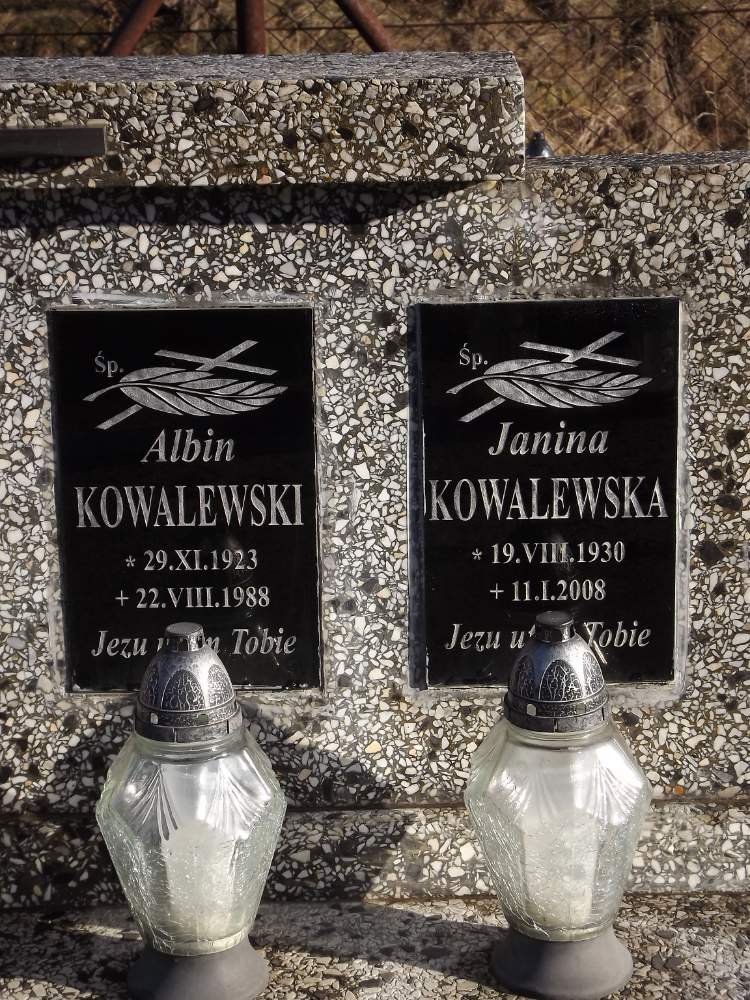 Śp.
Albin
KOWALEWSKI
* 29.XI.1923
+ 22.VIII.1988
Jezu Tobie
Śp.
Janina
KOWALEWSKA
* 19.VIII.1930
+ 11.I.2008
Jezu Tobie